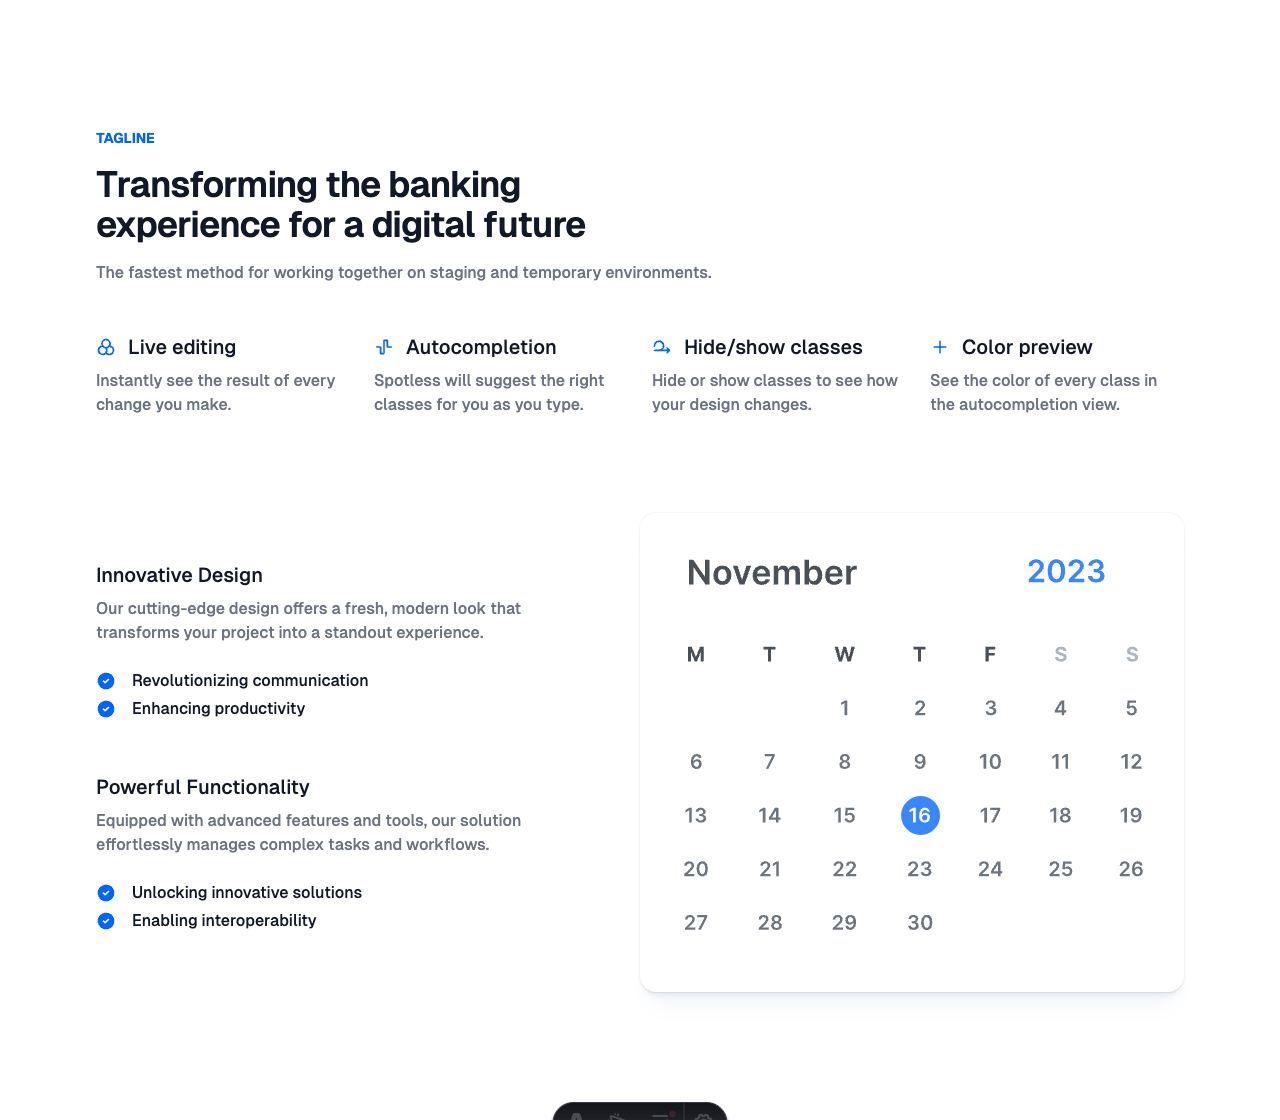 TAGLINE
Transforming the banking
experience for a digital future
The fastest method for working together on staging and temporary environments.
Live editing
Instantly see the result of every
change you make.
Autocompletion
Spotless will suggest the right
classes for you as you type.
Hide/show classes
Hide or show classes to see how
your design changes.
Color preview
See the color of every class in
the autocompletion view.
Innovative Design
Our cutting-edge design offers a fresh, modern look that
transforms your project into a standout experience.
Revolutionizing communication
Enhancing productivity
Powerful Functionality
Equipped with advanced features and tools, our solution
effortlessly manages complex tasks and workflows.
Unlocking innovative solutions
Enabling interoperability
November 2023
M T W T F S S
1 2 3 4 5
6 7 8 9 10 11 12
13 14 15 16 17 18 19
20 21 22 23 24 25 26
27 28 29 30